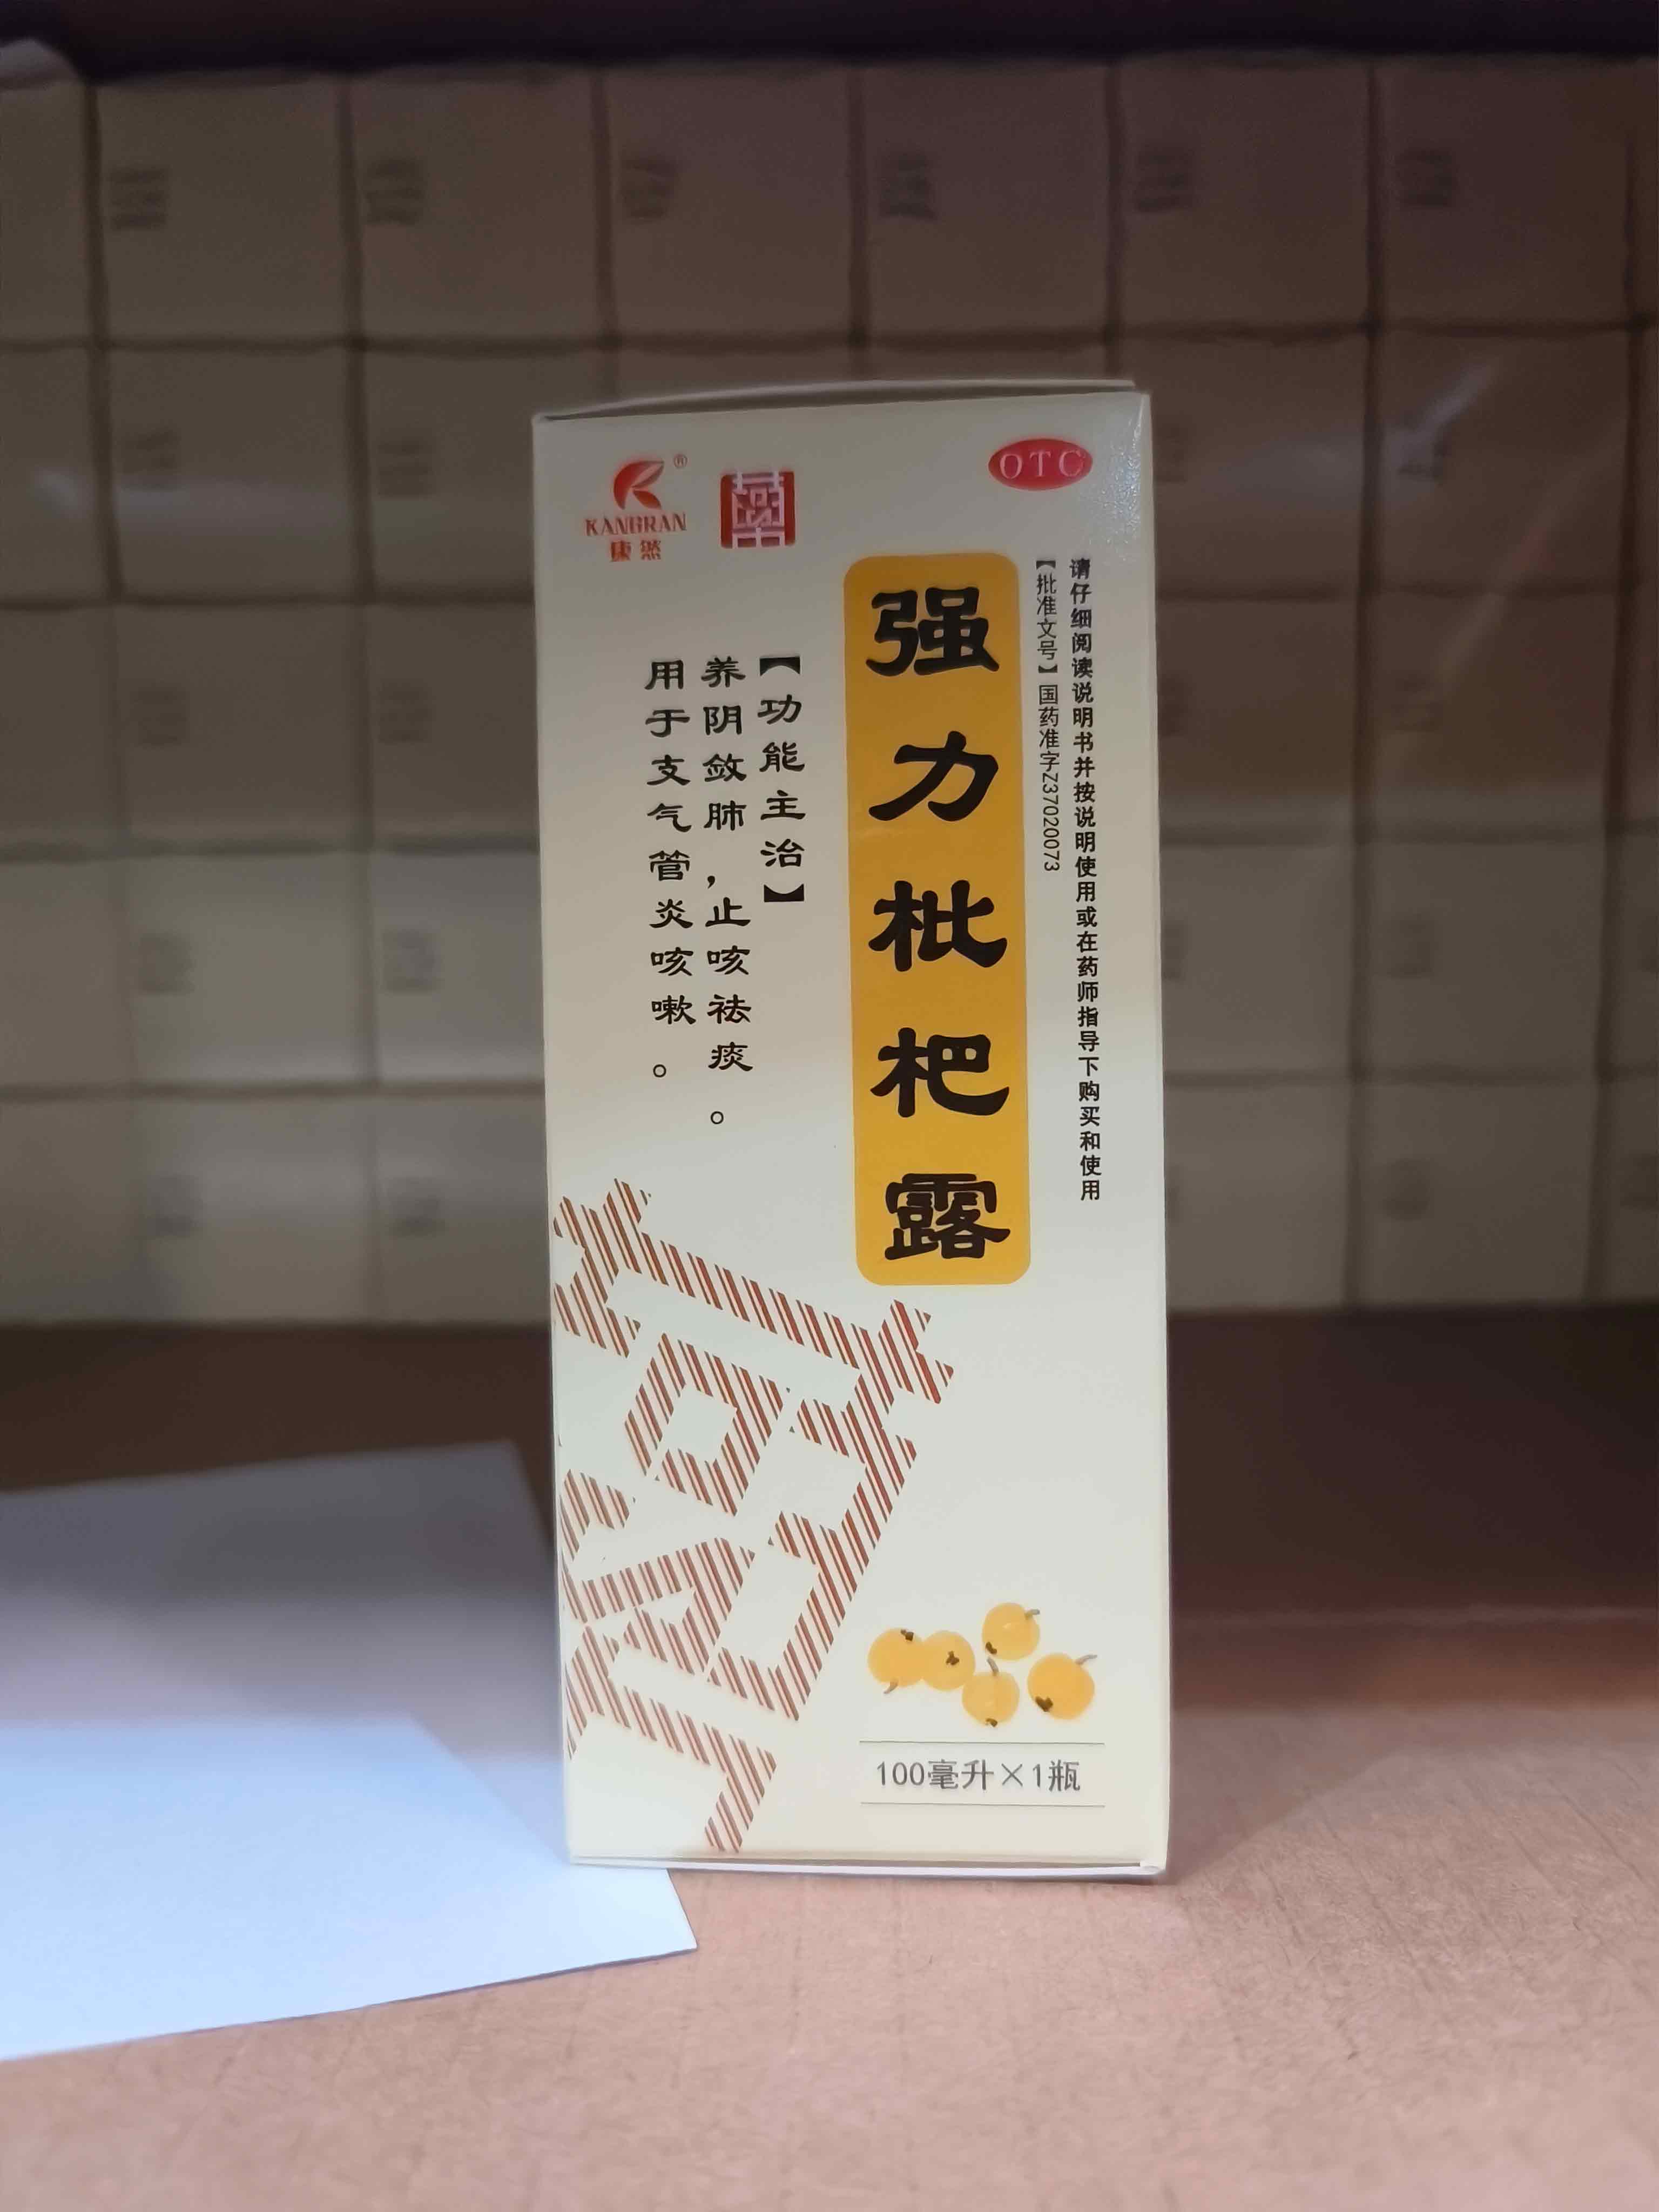 KANGRAN
康然
OTC
请仔细阅读说明书并按说明使用或在药师指导下购买和使用
【批准文号】国药准字Z37020073
强力枇杷露
【功能主治】
养阴敛肺,止咳祛痰。
用于支气管炎咳嗽。
100毫升×1瓶